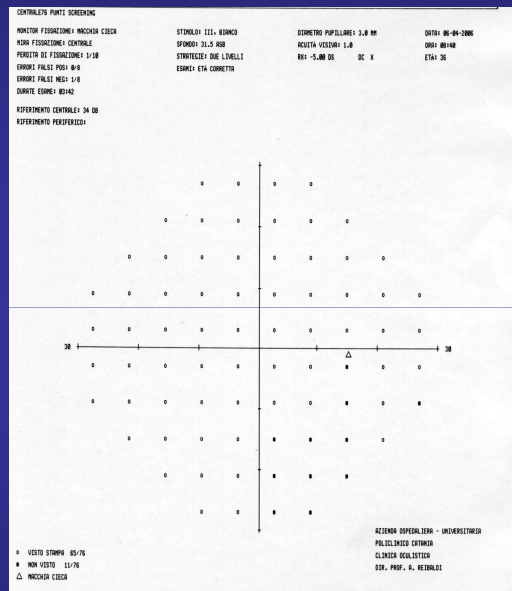 CENTRALE76 PUNTI SCREENING
MONITOR FISSAZIONE: MACCHIA CIECA
MIRA FISSAZIONE: CENTRALE
PERDITA DI FISSAZIONE: 1/10
ERRORI FALSI POS: 0/8
ERRORI FALSI NEG: 1/8
DURATE ESAME: 03:42
RIFERIMENTO CENTRALE: 34 DB
RIFERIMENTO PERIFERICO:
STIMOLO: III. BIANCO
SFONDO: 31.5 ASB
STRATEGIE: DUE LIVELLI
ESAMI: ETÀ CORRETTA
DIAMETRO PUPILLARE: 3.0 MM
ACUITÀ VISIVA: 1.0
RX: -5.00 DS DC X
DATA: 06-04-2006
ORA: 08:40
ETÀ: 36
30 30
AZIENDA OSPEDALIERA - UNIVERSITARIA
POLICLINICO CATANIA
CLINICA OCULISTICA
DIR. PROF. A. REIBALDI
VISTO STAMPA 65/76
NON VISTO 11/76
MACCHIA CIECA